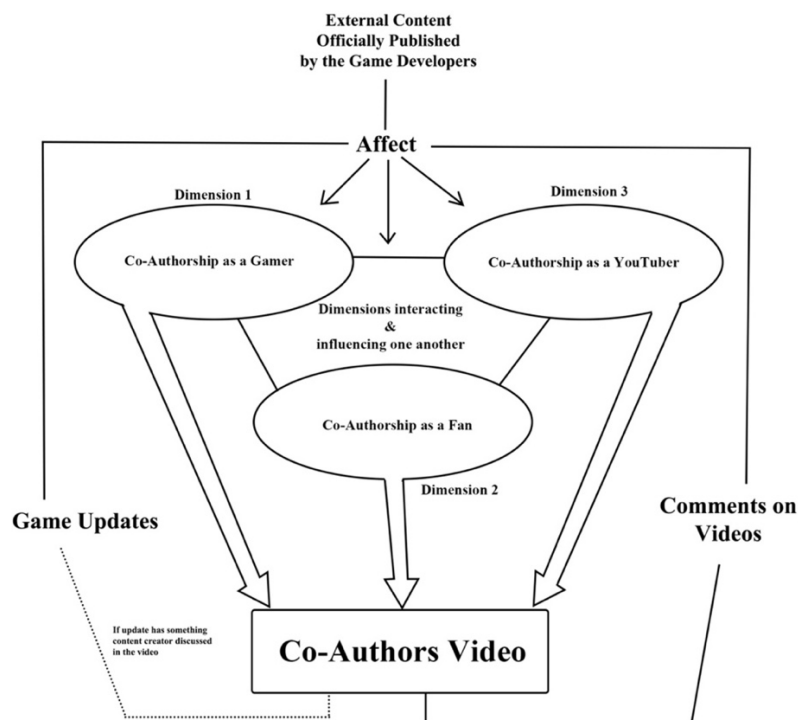 External Content
Officially Published
by the Game Developers
Affect
Dimension 1
Dimension 3
Co-Authorship as a Gamer
Co-Authorship as a YouTuber
Dimensions interacting
&
influencing one another
Co-Authorship as a Fan
Dimension 2
Game Updates
Comments on
Videos
If update has something
content creator discussed
in the video
Co-Authors Video